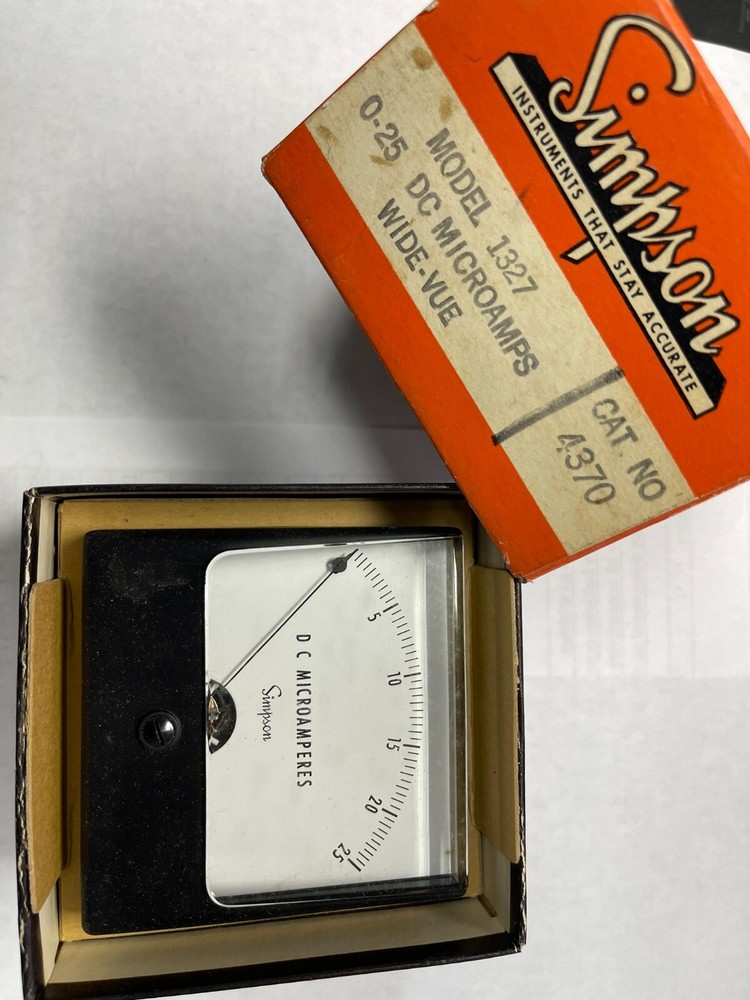 Simpson
INSTRUMENTS THAT STAY ACCURATE
MODEL 1327
0-25 DC MICROAMPS
WIDE-VUE
CAT. NO
4370
5
10
15
20
25
DC MICROAMPERES
Simpson